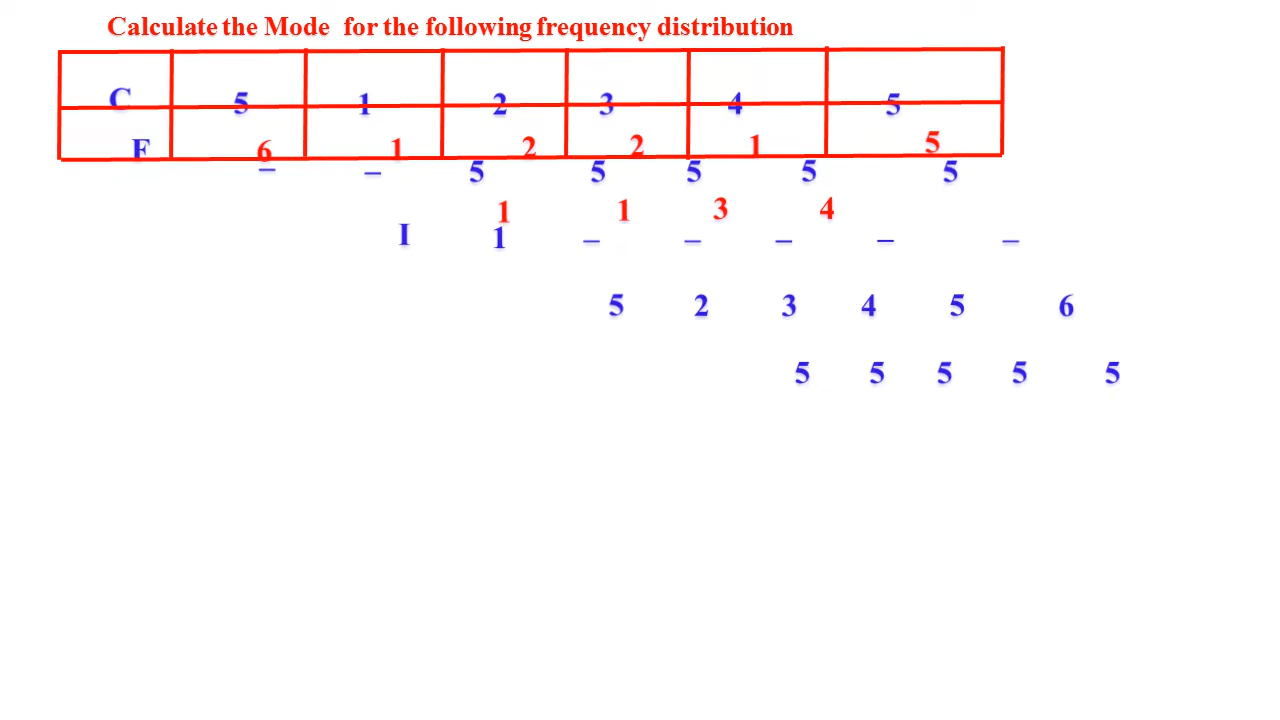 Calculate the Mode for the following frequency distribution
C 5 1 2 3 4 5
F 6 1 2 2 1 5
– – 5 5 5 5 5
1 1 3 4
I 1 – – – – –
5 2 3 4 5 6
5 5 5 5 5